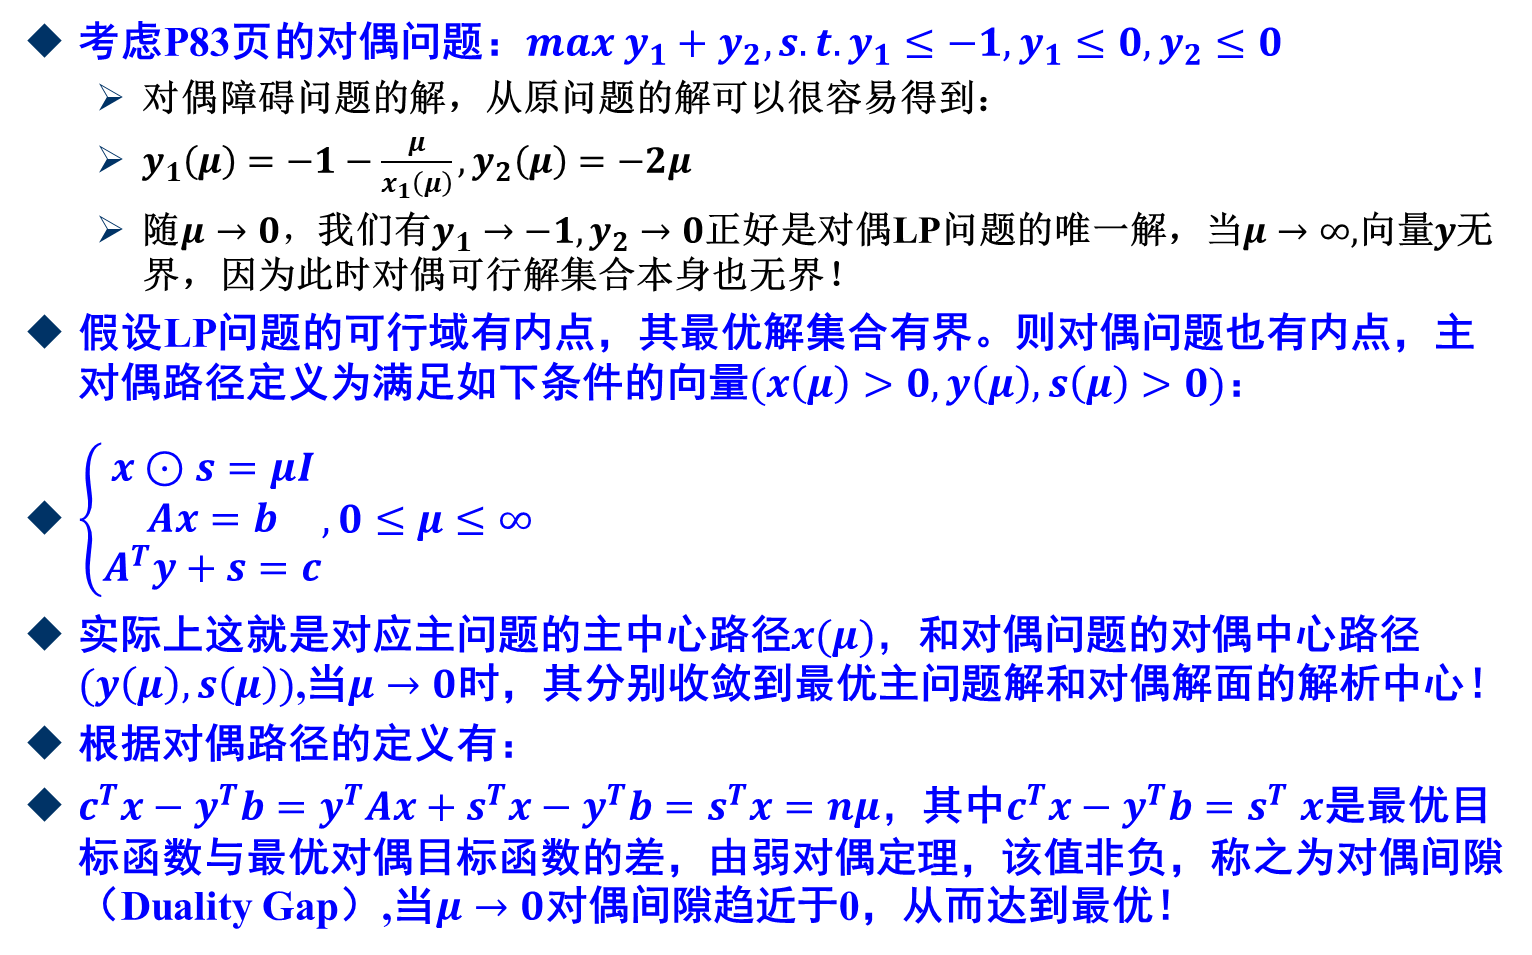 ◆ 考虑P83页的对偶问题：max y₁ + y₂, s.t. y₁ ≤ −1, y₁ ≤ 0, y₂ ≤ 0
➢ 对偶障碍问题的解，从原问题的解可以很容易得到：
➢ y₁(μ) = −1 − μ/x₁(μ), y₂(μ) = −2μ
➢ 随μ → 0，我们有y₁ → −1, y₂ → 0正好是对偶LP问题的唯一解，当μ → ∞,向量y无
界，因为此时对偶可行解集合本身也无界！
◆ 假设LP问题的可行域有内点，其最优解集合有界。则对偶问题也有内点，主
对偶路径定义为满足如下条件的向量(x(μ) > 0, y(μ), s(μ) > 0)：
x ⊙ s = μI
◆ { Ax = b , 0 ≤ μ ≤ ∞
Aᵀy + s = c
◆ 实际上这就是对应主问题的主中心路径x(μ)，和对偶问题的对偶中心路径
(y(μ), s(μ)),当μ → 0时，其分别收敛到最优主问题解和对偶解面的解析中心！
◆ 根据对偶路径的定义有：
◆ cᵀx − yᵀb = yᵀAx + sᵀx − yᵀb = sᵀx = nμ，其中cᵀx − yᵀb = sᵀ x是最优目
标函数与最优对偶目标函数的差，由弱对偶定理，该值非负，称之为对偶间隙
（Duality Gap）,当μ → 0对偶间隙趋近于0，从而达到最优！